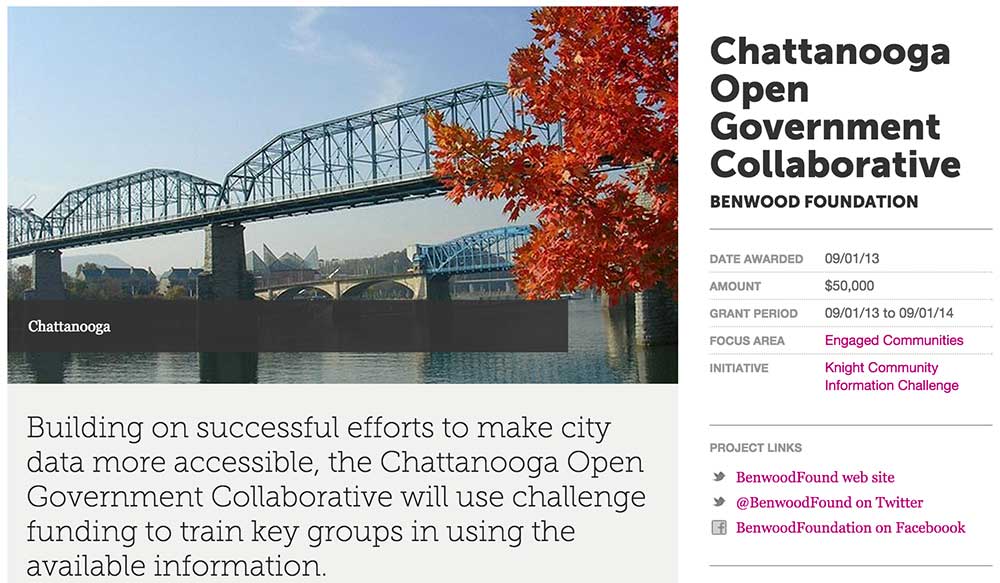 Chattanooga
Building on successful efforts to make city
data more accessible, the Chattanooga Open
Government Collaborative will use challenge
funding to train key groups in using the
available information.
Chattanooga
Open
Government
Collaborative
BENWOOD FOUNDATION
DATE AWARDED 09/01/13
AMOUNT $50,000
GRANT PERIOD 09/01/13 to 09/01/14
FOCUS AREA Engaged Communities
INITIATIVE Knight Community
Information Challenge
PROJECT LINKS
BenwoodFound web site
@BenwoodFound on Twitter
BenwoodFoundation on Faceboook